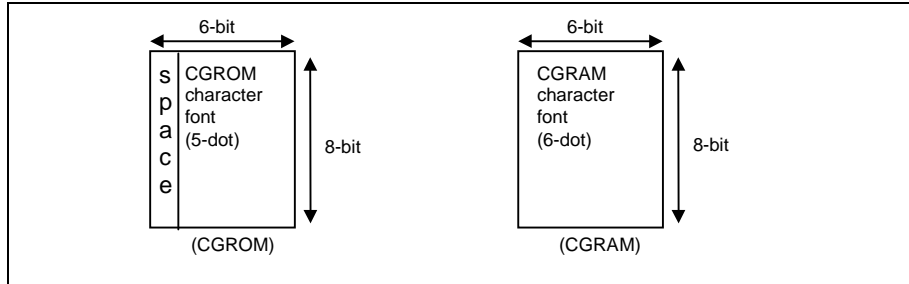 6-bit
space
CGROM
character
font
(5-dot)
8-bit
(CGROM)
6-bit
CGRAM
character
font
(6-dot)
8-bit
(CGRAM)